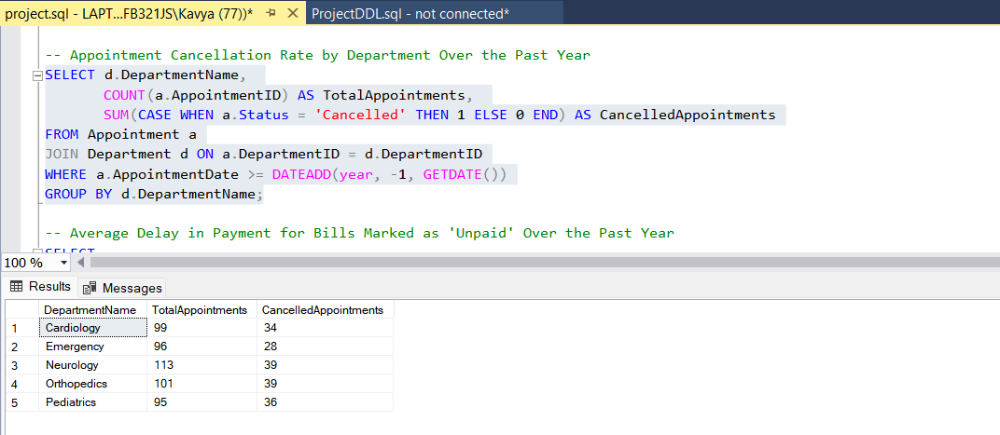 project.sql - LAPT...FB321JS\Kavya (77))* ProjectDDL.sql - not connected*
-- Appointment Cancellation Rate by Department Over the Past Year
SELECT d.DepartmentName,
COUNT(a.AppointmentID) AS TotalAppointments,
SUM(CASE WHEN a.Status = 'Cancelled' THEN 1 ELSE 0 END) AS CancelledAppointments
FROM Appointment a
JOIN Department d ON a.DepartmentID = d.DepartmentID
WHERE a.AppointmentDate >= DATEADD(year, -1, GETDATE())
GROUP BY d.DepartmentName;
-- Average Delay in Payment for Bills Marked as 'Unpaid' Over the Past Year
SELECT
100 %
Results Messages
DepartmentName TotalAppointments CancelledAppointments
1 Cardiology 99 34
2 Emergency 96 28
3 Neurology 113 39
4 Orthopedics 101 39
5 Pediatrics 95 36